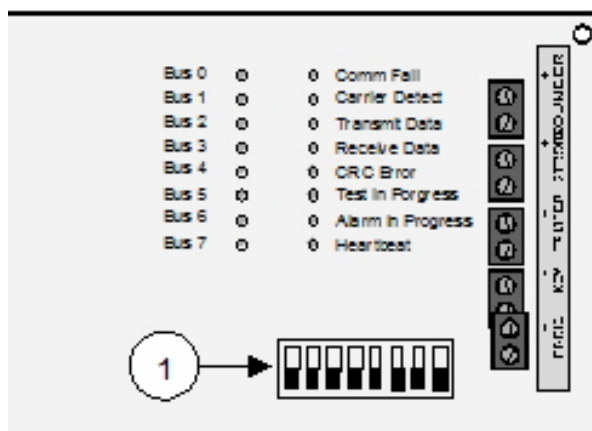 Bus 0 Comm Fail
Bus 1 Carrier Detect
Bus 2 Transmit Data
Bus 3 Receive Data
Bus 4 CRC Error
Bus 5 Test In Porgress
Bus 6 Alarm In Progress
Bus 7 Heartbeat
KEY
1